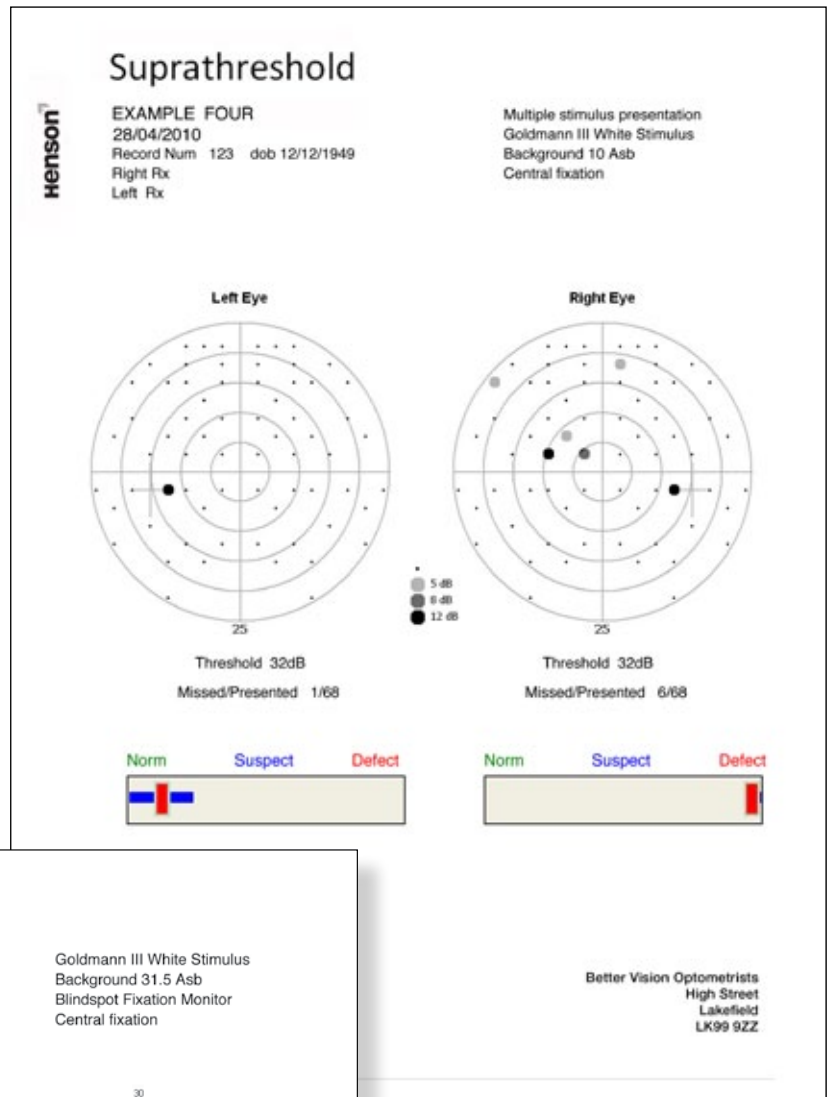 Henson
Suprathreshold
EXAMPLE FOUR
28/04/2010
Record Num 123 dob 12/12/1949
Right Rx
Left Rx
Multiple stimulus presentation
Goldmann III White Stimulus
Background 10 Asb
Central fixation
Left Eye
Right Eye
5 dB
8 dB
12 dB
25
25
Threshold 32dB
Missed/Presented 1/68
Threshold 32dB
Missed/Presented 6/68
Norm Suspect Defect
Norm Suspect Defect
Goldmann III White Stimulus
Background 31.5 Asb
Blindspot Fixation Monitor
Central fixation
30
Better Vision Optometrists
High Street
Lakefield
LK99 9ZZ